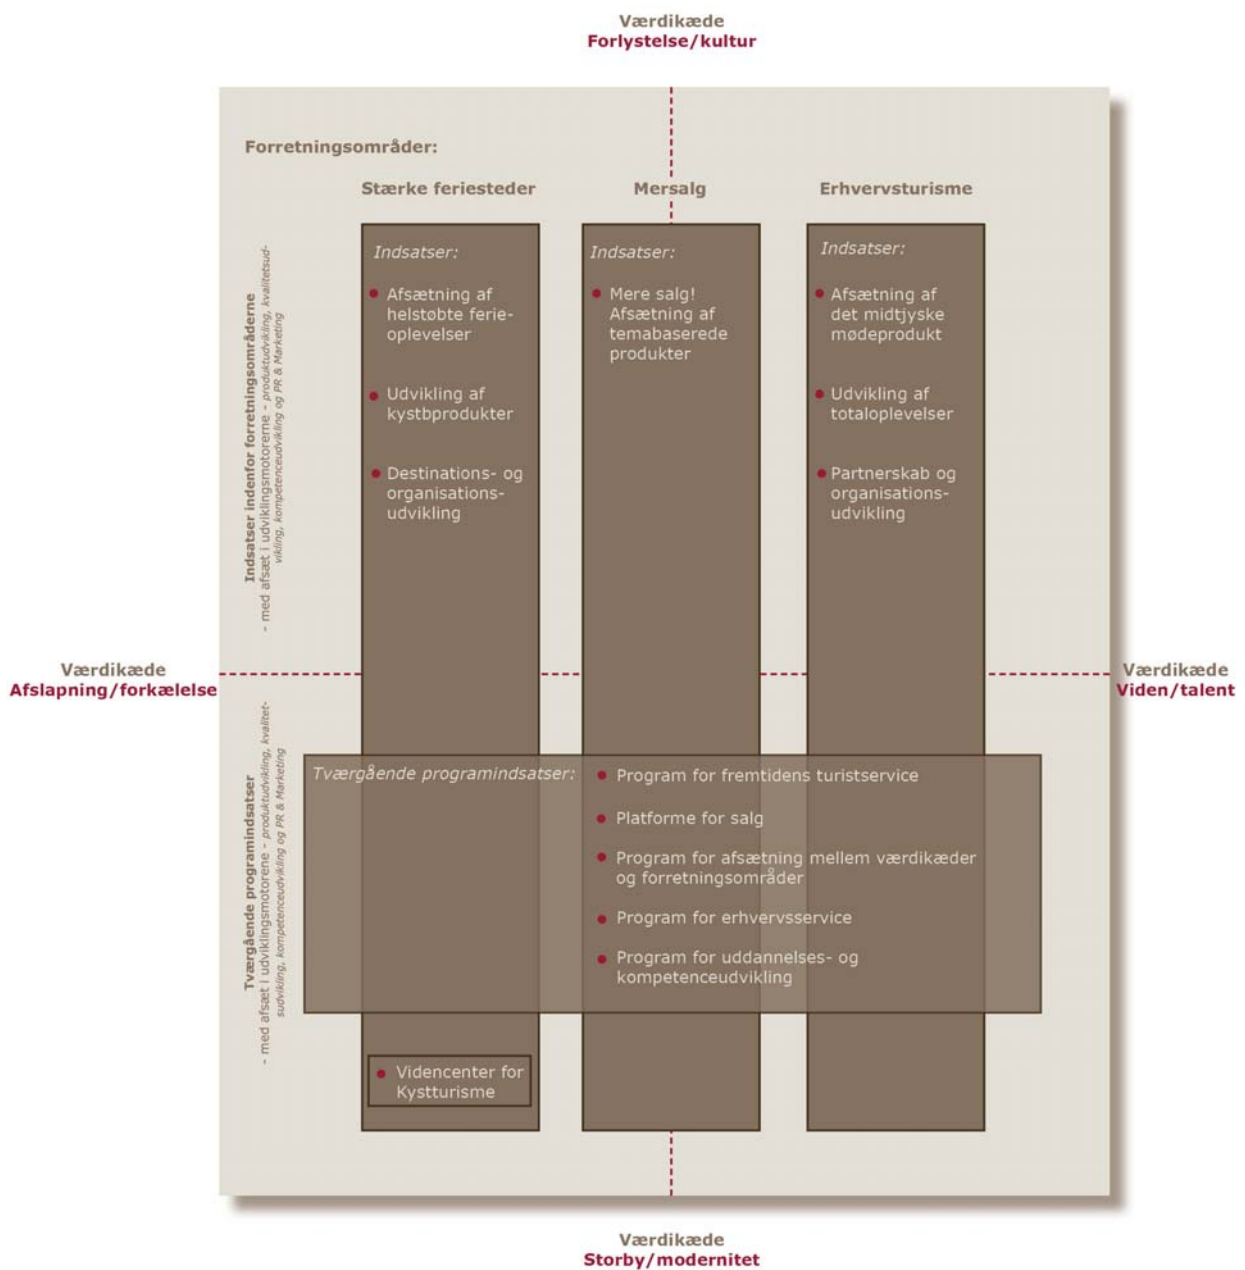 Værdikæde
Forlystelse/kultur
Forretningsområder:
Stærke feriesteder
Mersalg
Erhvervsturisme
Indsatser indenfor forretningsområderne
- med afsæt i udviklingsmotorerne - produktudvikling, kvalitetsud-
vikling, kompetenceudvikling og PR & Marketing
Indsatser:
Afsætning af
helstøbte ferie-
oplevelser
Udvikling af
kystbprodukter
Destinations- og
organisations-
udvikling
Indsatser:
Mere salg!
Afsætning af
temabaserede
produkter
Indsatser:
Afsætning af
det midtjyske
mødeprodukt
Udvikling af
totaloplevelser
Partnerskab og
organisations-
udvikling
Værdikæde
Afslapning/forkælelse
Værdikæde
Viden/talent
Tværgående programindsatser
- med afsæt i udviklingsmotorene - produktudvikling, kvalitet-
sudvikling, kompetenceudvikling og PR & Marketing
Tværgående programindsatser:
Program for fremtidens turistservice
Platforme for salg
Program for afsætning mellem værdikæder
og forretningsområder
Program for erhvervsservice
Program for uddannelses- og
kompetenceudvikling
Videncenter for
Kystturisme
Værdikæde
Storby/modernitet